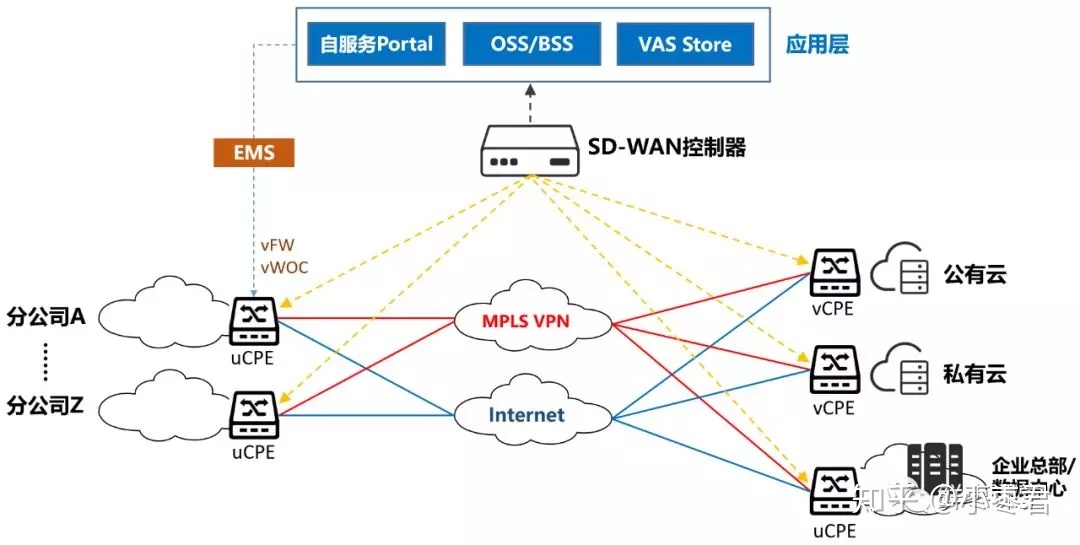 自服务Portal
OSS/BSS
VAS Store
应用层
EMS
SD-WAN控制器
vFW
vWOC
分公司A
uCPE
MPLS VPN
vCPE
公有云
分公司Z
uCPE
Internet
vCPE
私有云
uCPE
企业总部/
数据中心
知乎 @小枣君